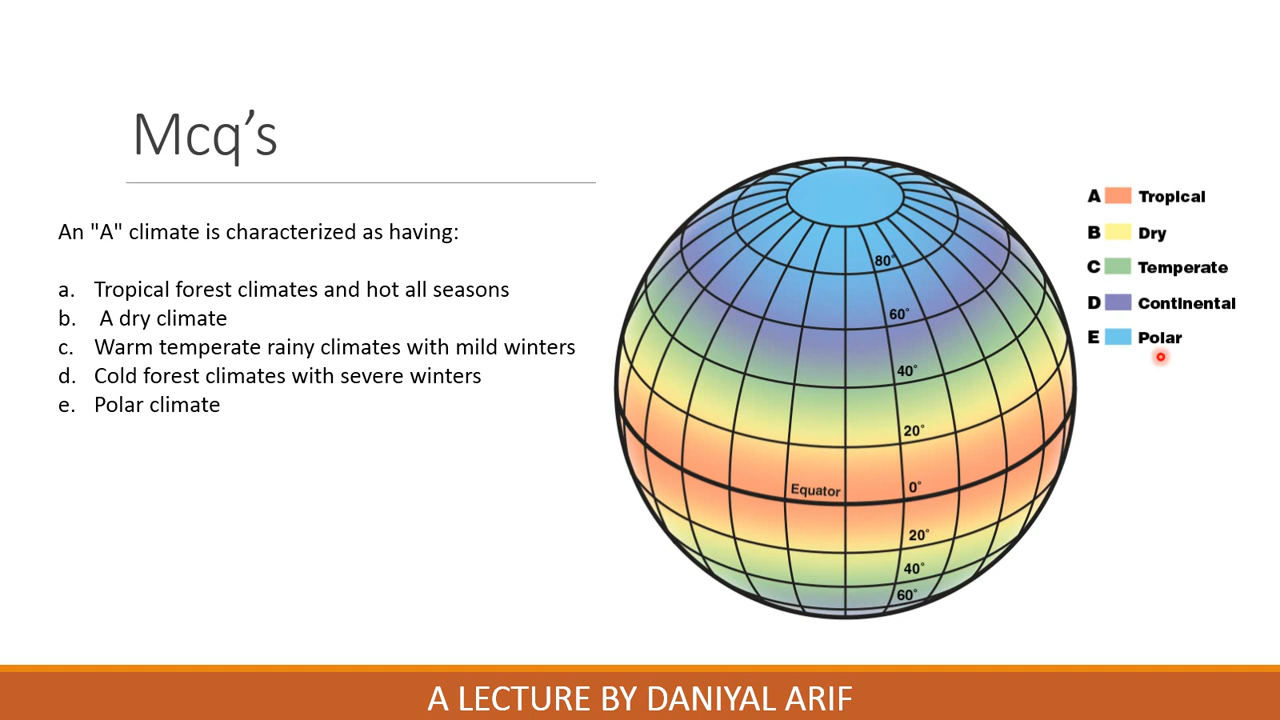 Mcq's
An "A" climate is characterized as having:
a. Tropical forest climates and hot all seasons
b. A dry climate
c. Warm temperate rainy climates with mild winters
d. Cold forest climates with severe winters
e. Polar climate
A Tropical
B Dry
C Temperate
D Continental
E Polar
80°
60°
40°
20°
Equator 0°
20°
40°
60°
A LECTURE BY DANIYAL ARIF